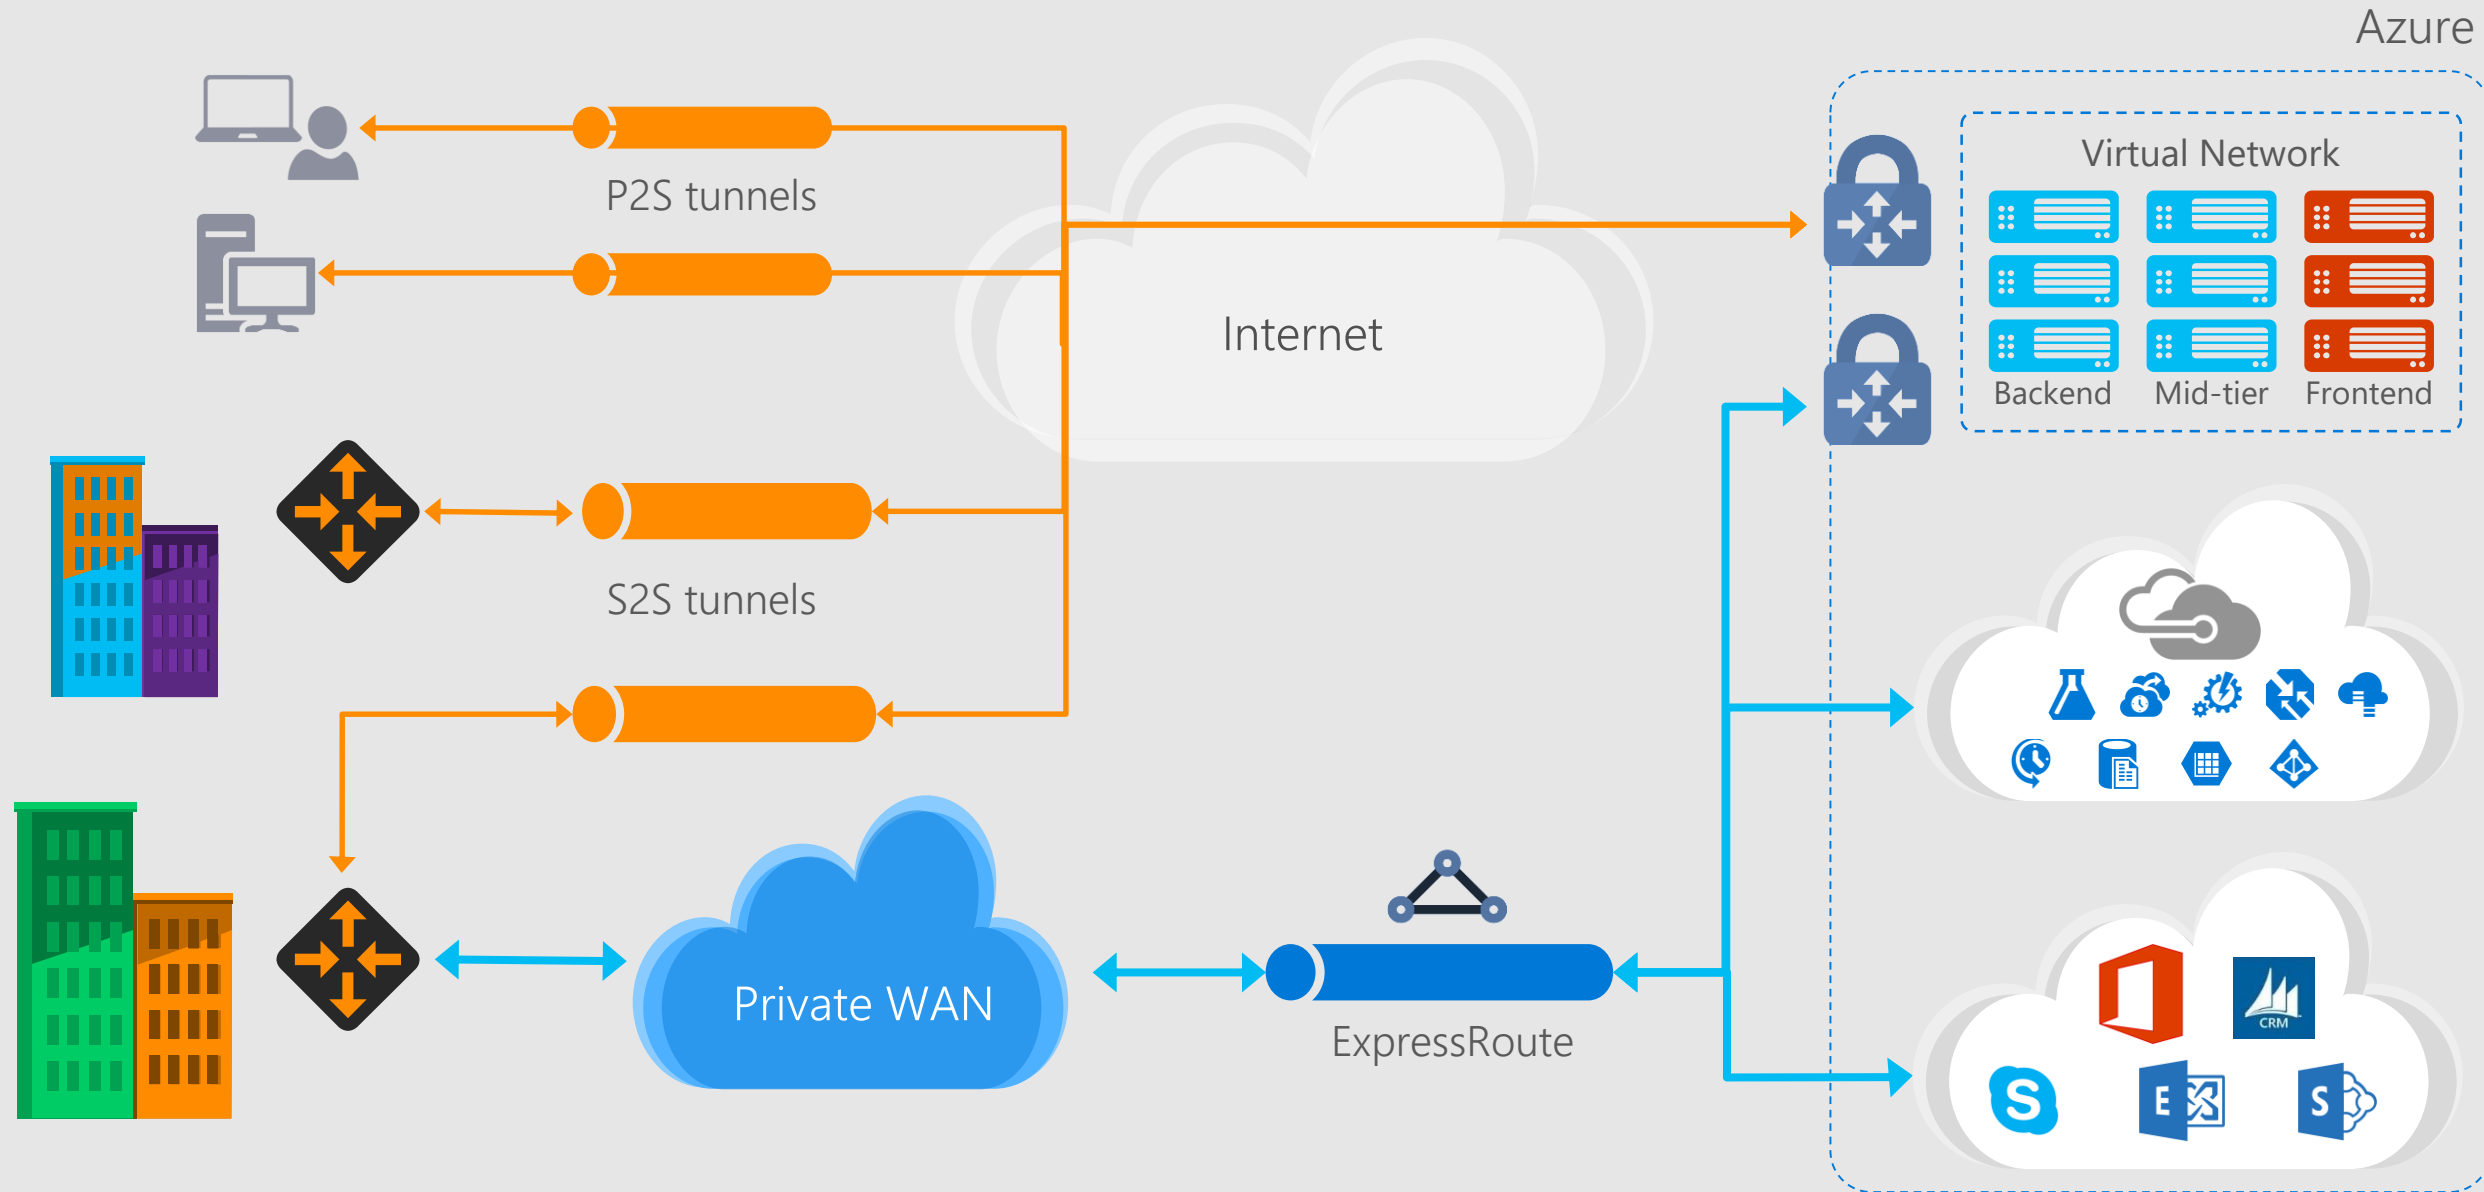 Azure
Virtual Network
P2S tunnels
Internet
Backend
Mid-tier
Frontend
S2S tunnels
Private WAN
ExpressRoute
CRM
S
E
S